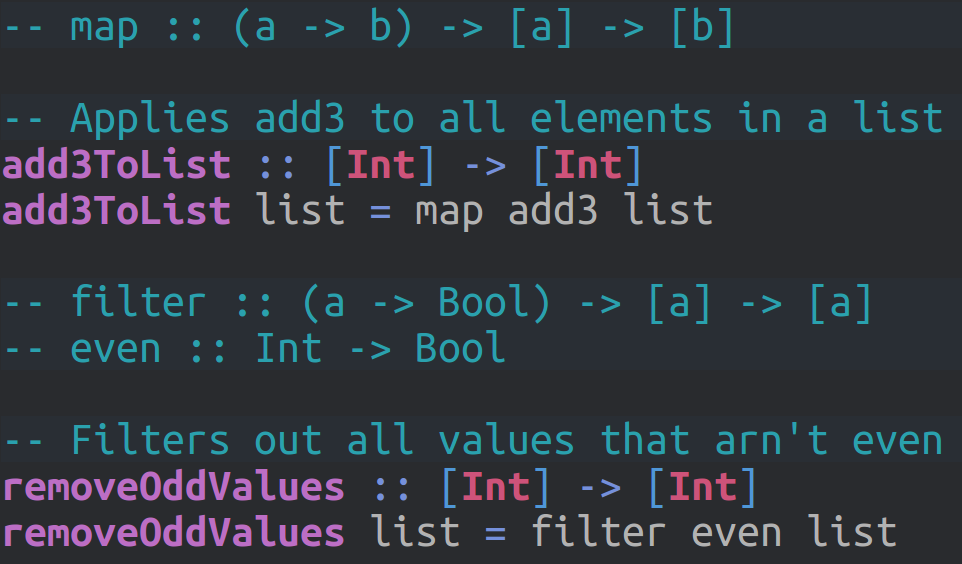 -- map :: (a -> b) -> [a] -> [b]
-- Applies add3 to all elements in a list
add3ToList :: [Int] -> [Int]
add3ToList list = map add3 list
-- filter :: (a -> Bool) -> [a] -> [a]
-- even :: Int -> Bool
-- Filters out all values that arn't even
removeOddValues :: [Int] -> [Int]
removeOddValues list = filter even list